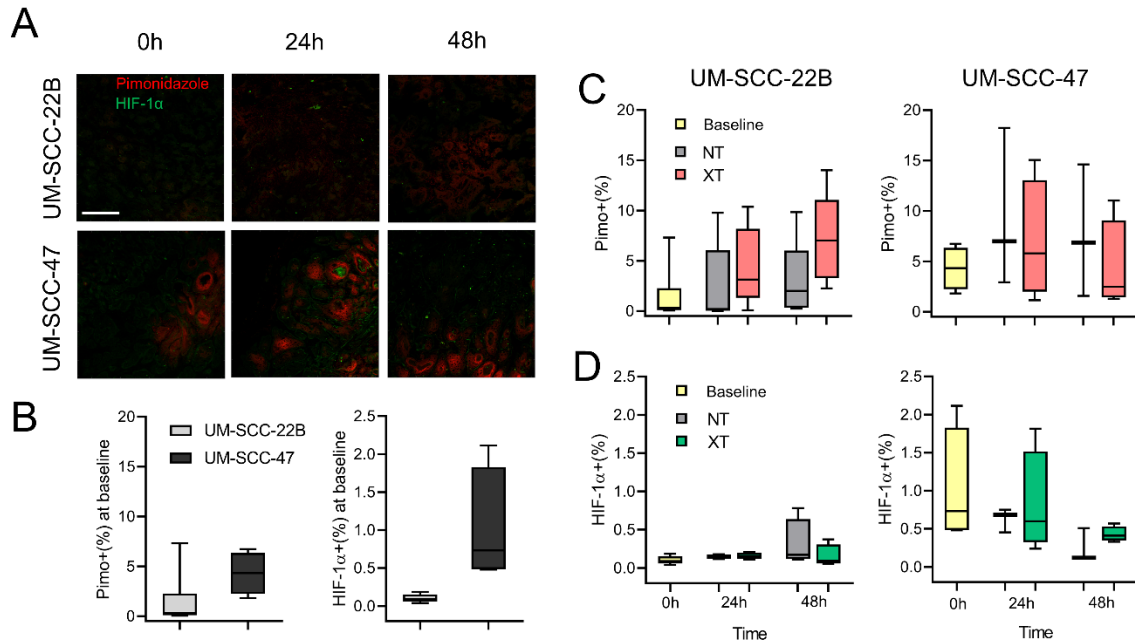 A
0h 24h 48h
UM-SCC-22B
Pimonidazole
HIF-1α
UM-SCC-47
B
Pimo+(%) at baseline
20
15
10
5
0
UM-SCC-22B
UM-SCC-47
HIF-1α+(%) at baseline
2.5
2.0
1.5
1.0
0.5
0.0
C
UM-SCC-22B UM-SCC-47
Pimo+(%)
20
15
10
5
0
Baseline
NT
XT
Pimo+(%)
20
15
10
5
0
D
HIF-1α+(%)
2.5
2.0
1.5
1.0
0.5
0.0
Baseline
NT
XT
0h 24h 48h
Time
HIF-1α+(%)
2.5
2.0
1.5
1.0
0.5
0.0
0h 24h 48h
Time